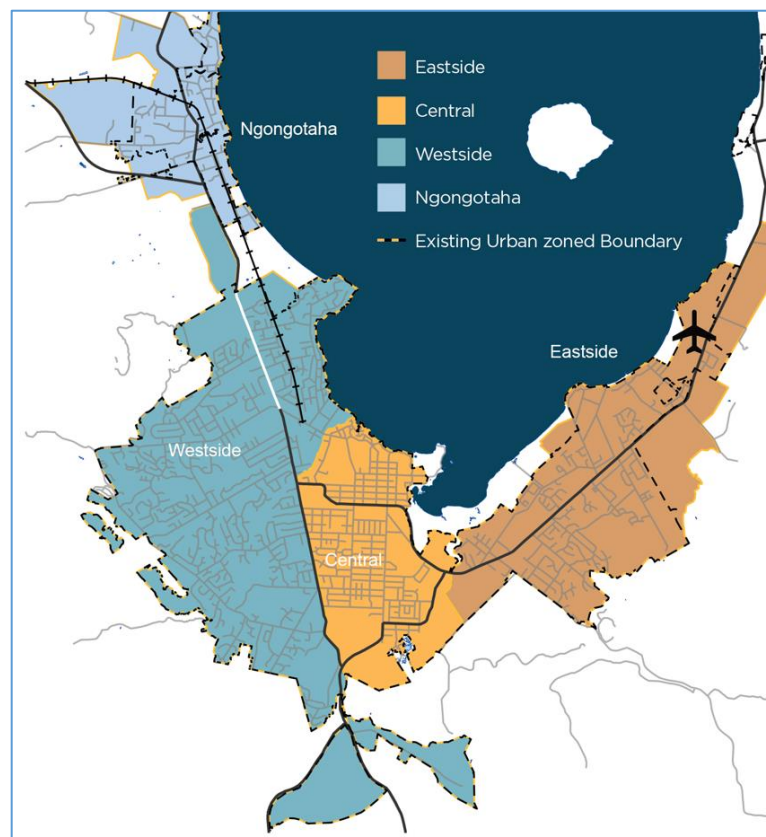 Eastside
Central
Westside
Ngongotaha
Existing Urban zoned Boundary
Ngongotaha
Eastside
Westside
Central